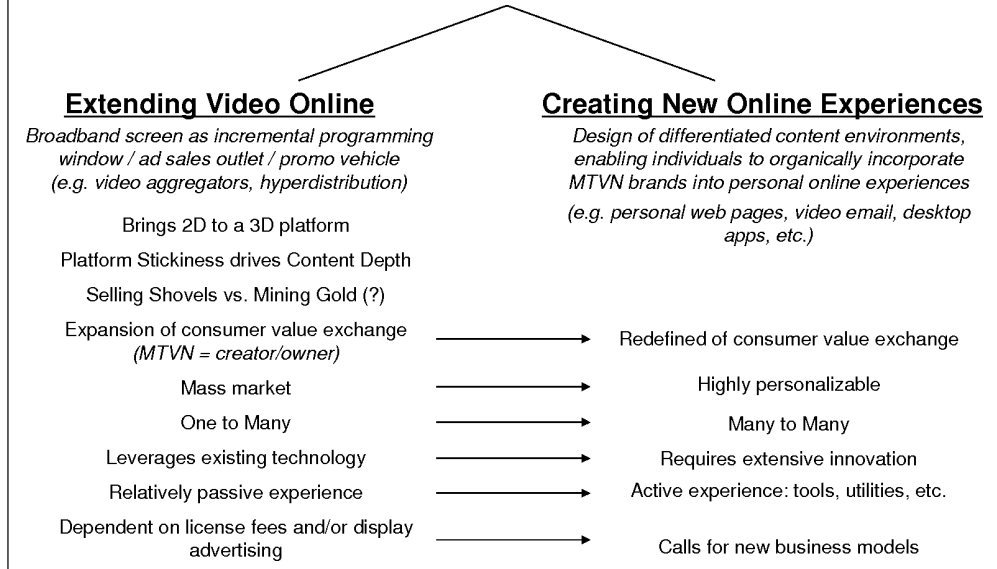 Extending Video Online
Broadband screen as incremental programming
window / ad sales outlet / promo vehicle
(e.g. video aggregators, hyperdistribution)
Brings 2D to a 3D platform
Platform Stickiness drives Content Depth
Selling Shovels vs. Mining Gold (?)
Expansion of consumer value exchange
(MTVN = creator/owner)
Mass market
One to Many
Leverages existing technology
Relatively passive experience
Dependent on license fees and/or display
advertising
Creating New Online Experiences
Design of differentiated content environments,
enabling individuals to organically incorporate
MTVN brands into personal online experiences
(e.g. personal web pages, video email, desktop
apps, etc.)
Redefined of consumer value exchange
Highly personalizable
Many to Many
Requires extensive innovation
Active experience: tools, utilities, etc.
Calls for new business models